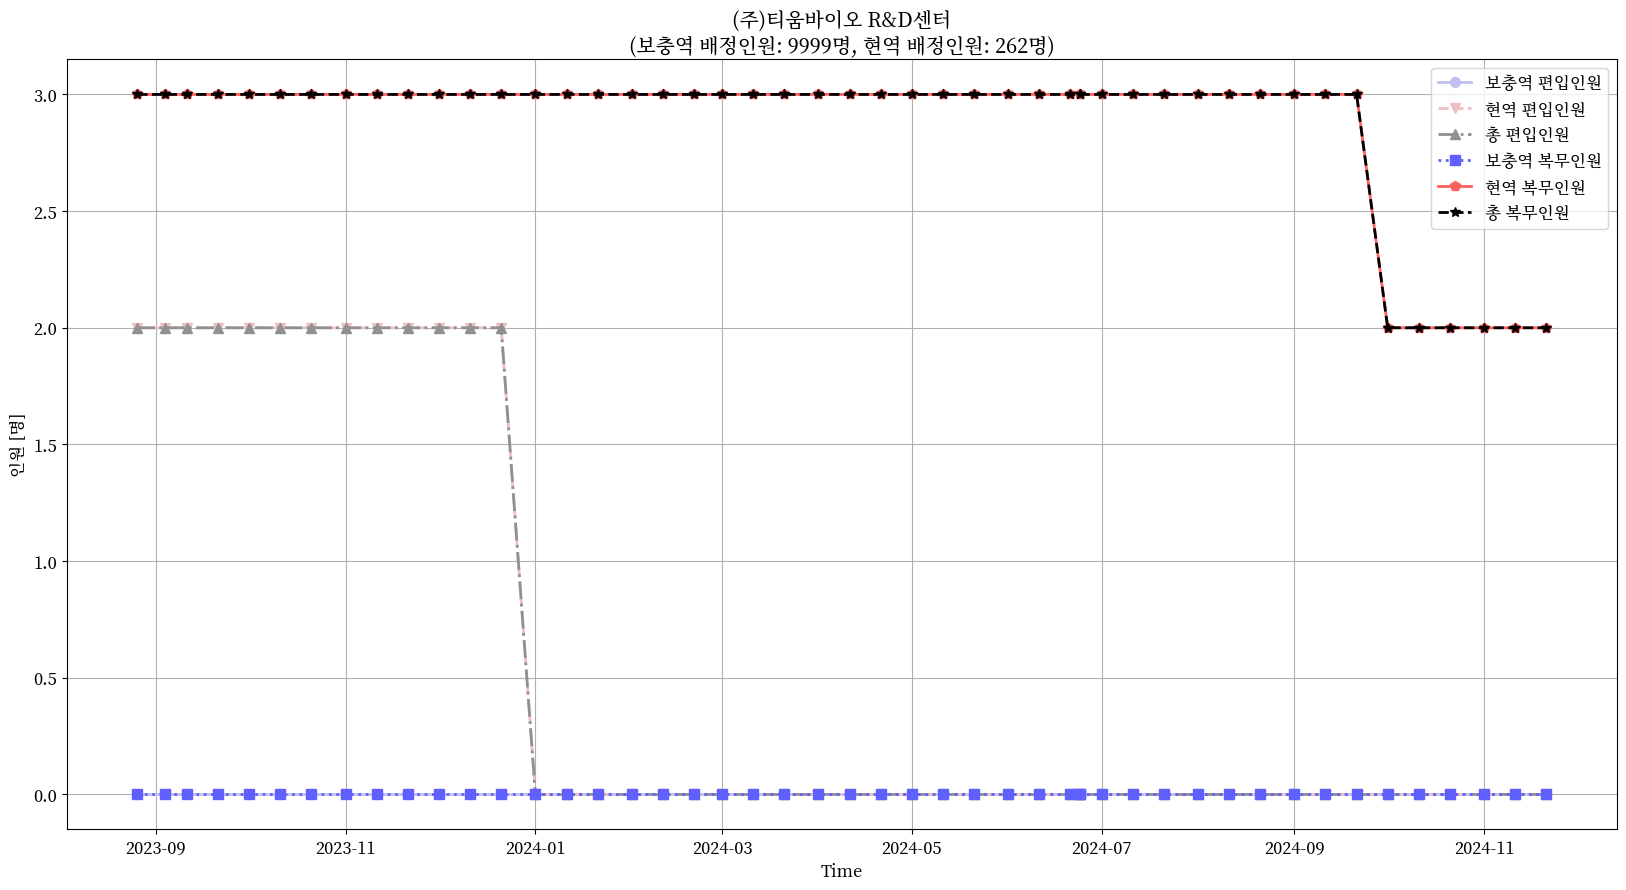 (주)티움바이오 R&D센터
(보충역 배정인원: 9999명, 현역 배정인원: 262명)
보충역 편입인원
현역 편입인원
총 편입인원
보충역 복무인원
현역 복무인원
총 복무인원
3.0
2.5
2.0
1.5
1.0
0.5
0.0
인원 [명]
2023-09
2023-11
2024-01
2024-03
2024-05
2024-07
2024-09
2024-11
Time